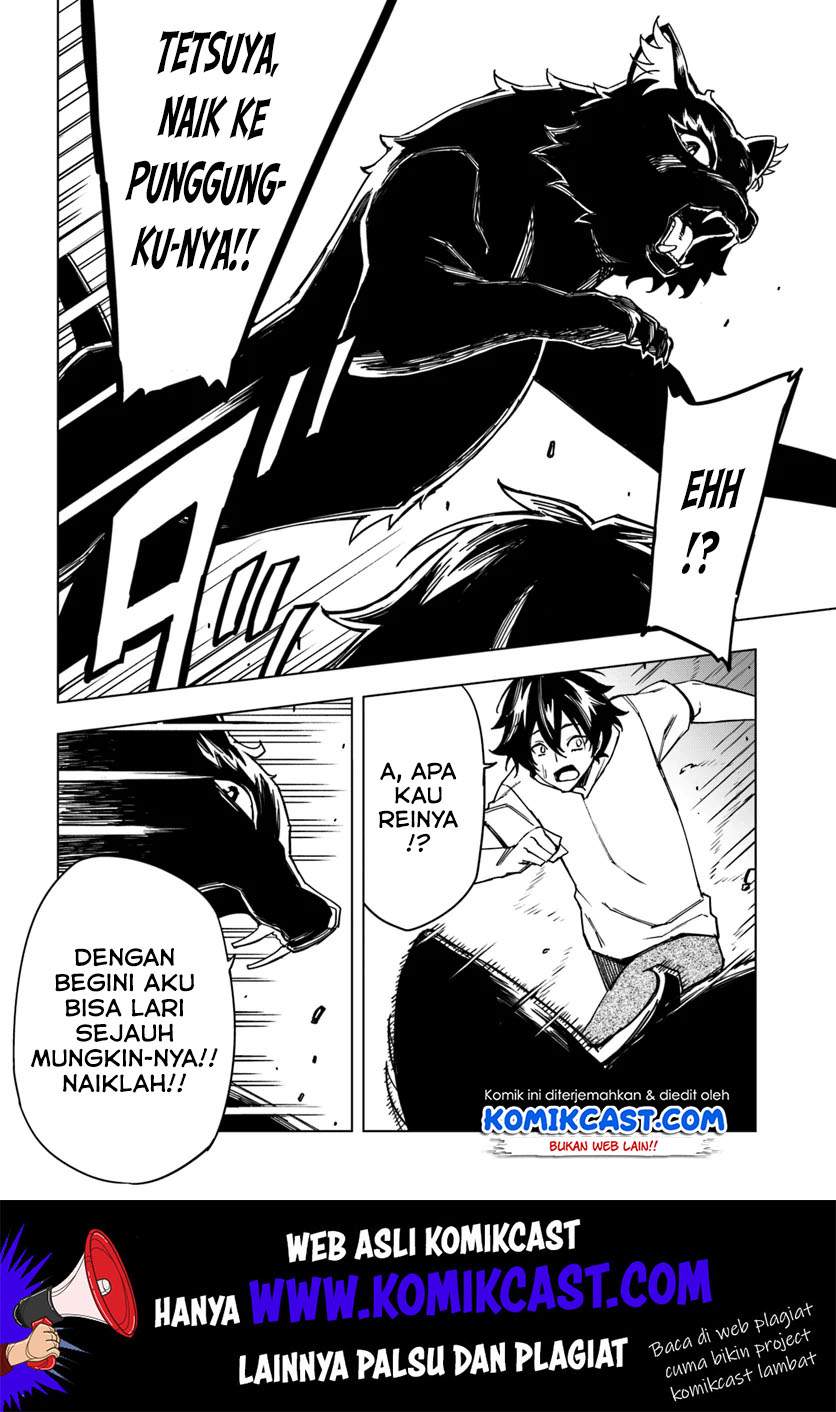 TETSUYA,
NAIK KE
PUNGGUNG-
KU-NYA!!
EHH
!?
A, APA
KAU
REINYA
!?
DENGAN
BEGINI AKU
BISA LARI
SEJAUH
MUNGKIN-NYA!!
NAIKLAH!!
Komik ini diterjemahkan & diedit oleh
KOMIKCAST.COM
BUKAN WEB LAIN!!
WEB ASLI KOMIKCAST
HANYA WWW.KOMIKCAST.COM
LAINNYA PALSU DAN PLAGIAT
Baca di web plagiat
cuma bikin project
komikcast lambat